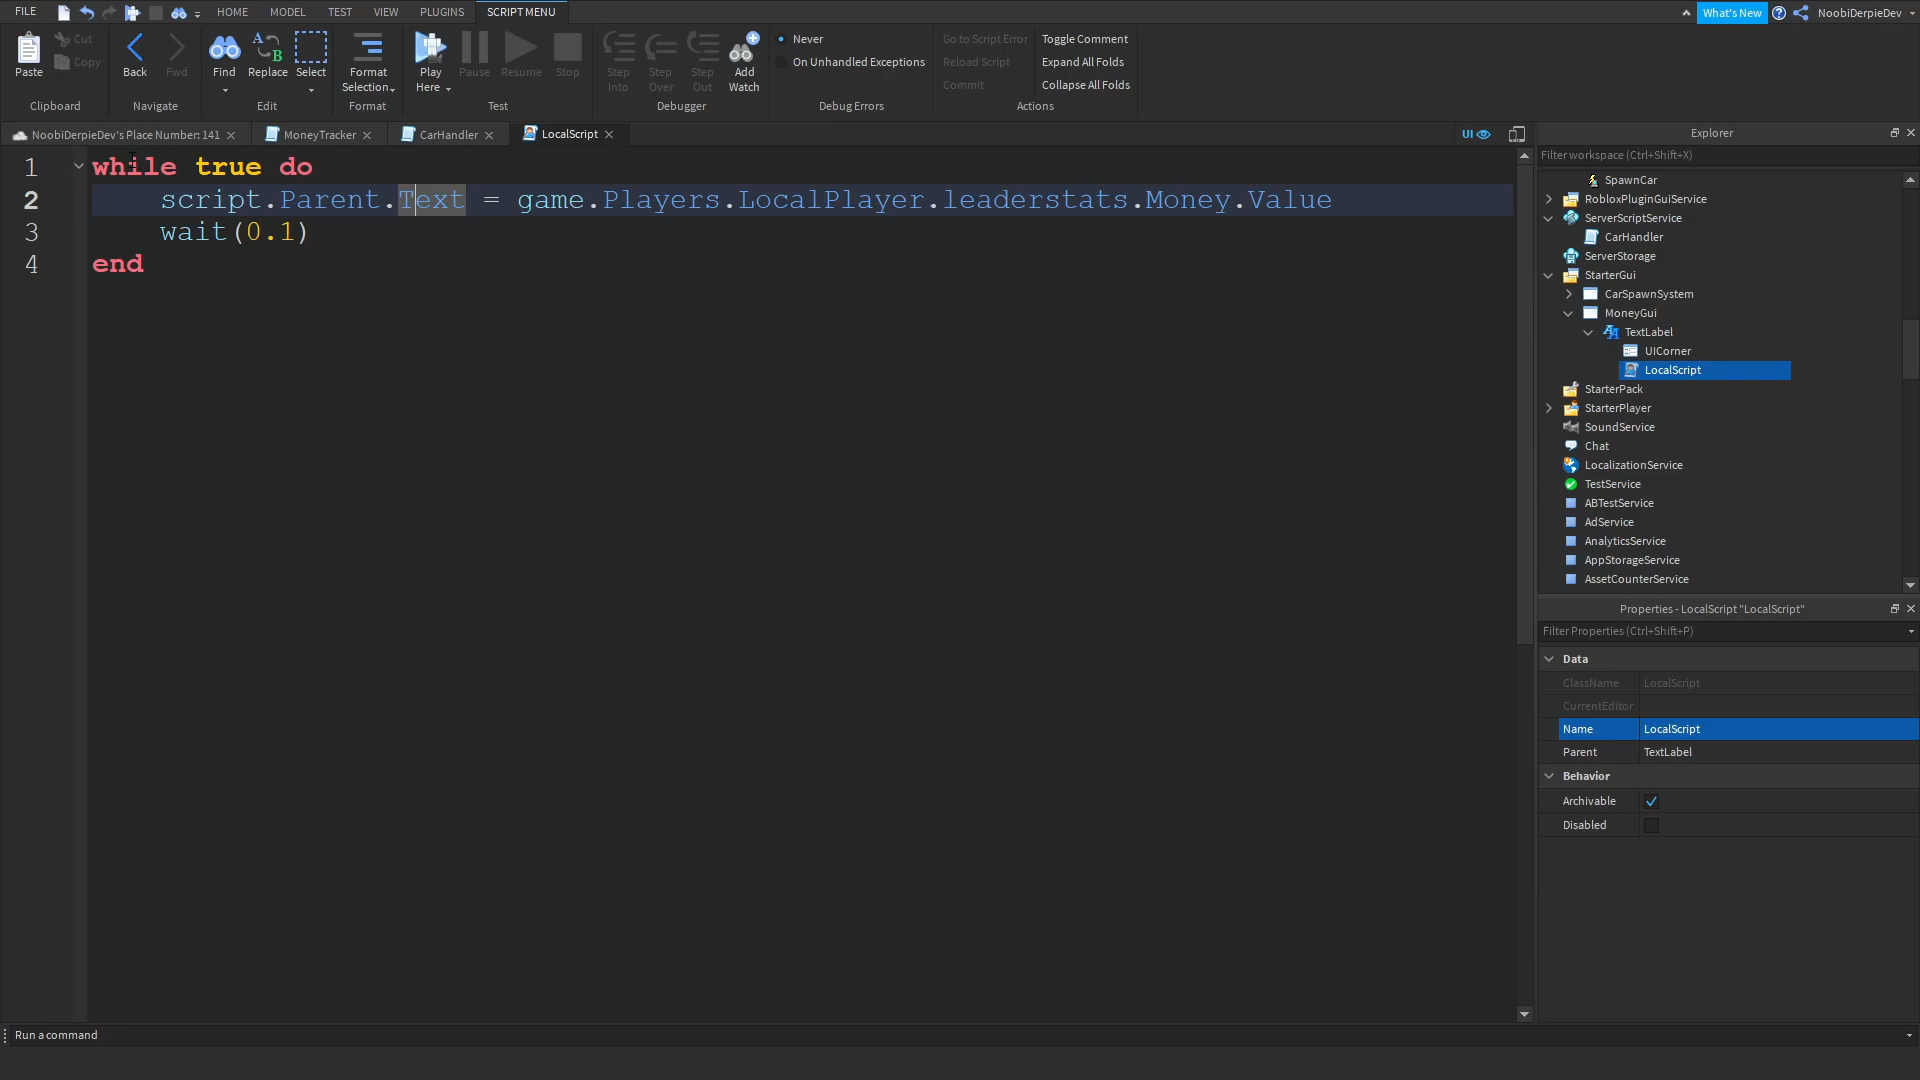 FILE HOME MODEL TEST VIEW PLUGINS SCRIPT MENU What's New NoobiDerpieDev
Paste Cut Copy Clipboard
Back Fwd Navigate
Find Replace Select Edit
Format Selection Format
Play Here Pause Resume Stop Test
Step Into Step Over Step Out Add Watch Debugger
Never
On Unhandled Exceptions
Debug Errors
Go to Script Error Toggle Comment
Reload Script Expand All Folds
Commit Collapse All Folds
Actions
NoobiDerpieDev's Place Number: 141 MoneyTracker CarHandler LocalScript UI
1 while true do
2 script.Parent.Text = game.Players.LocalPlayer.leaderstats.Money.Value
3 wait(0.1)
4 end
Explorer
Filter workspace (Ctrl+Shift+X)
SpawnCar
RobloxPluginGuiService
ServerScriptService
CarHandler
ServerStorage
StarterGui
CarSpawnSystem
MoneyGui
TextLabel
UICorner
LocalScript
StarterPack
StarterPlayer
SoundService
Chat
LocalizationService
TestService
ABTestService
AdService
AnalyticsService
AppStorageService
AssetCounterService
Properties - LocalScript "LocalScript"
Filter Properties (Ctrl+Shift+P)
Data
ClassName LocalScript
CurrentEditor
Name LocalScript
Parent TextLabel
Behavior
Archivable
Disabled
Run a command